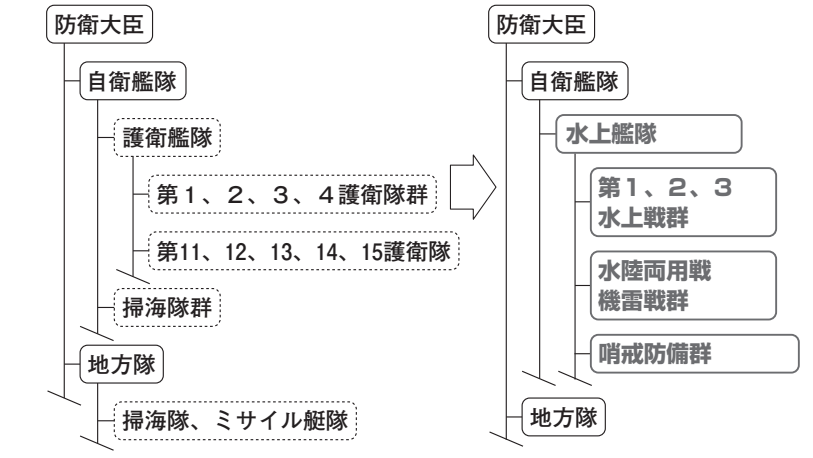 防衛大臣
自衛艦隊
護衛艦隊
第１、２、３、４護衛隊群
第11、12、13、14、15護衛隊
掃海隊群
地方隊
掃海隊、ミサイル艇隊
防衛大臣
自衛艦隊
水上艦隊
第１、２、３
水上戦群
水陸両用戦
機雷戦群
哨戒防備群
地方隊